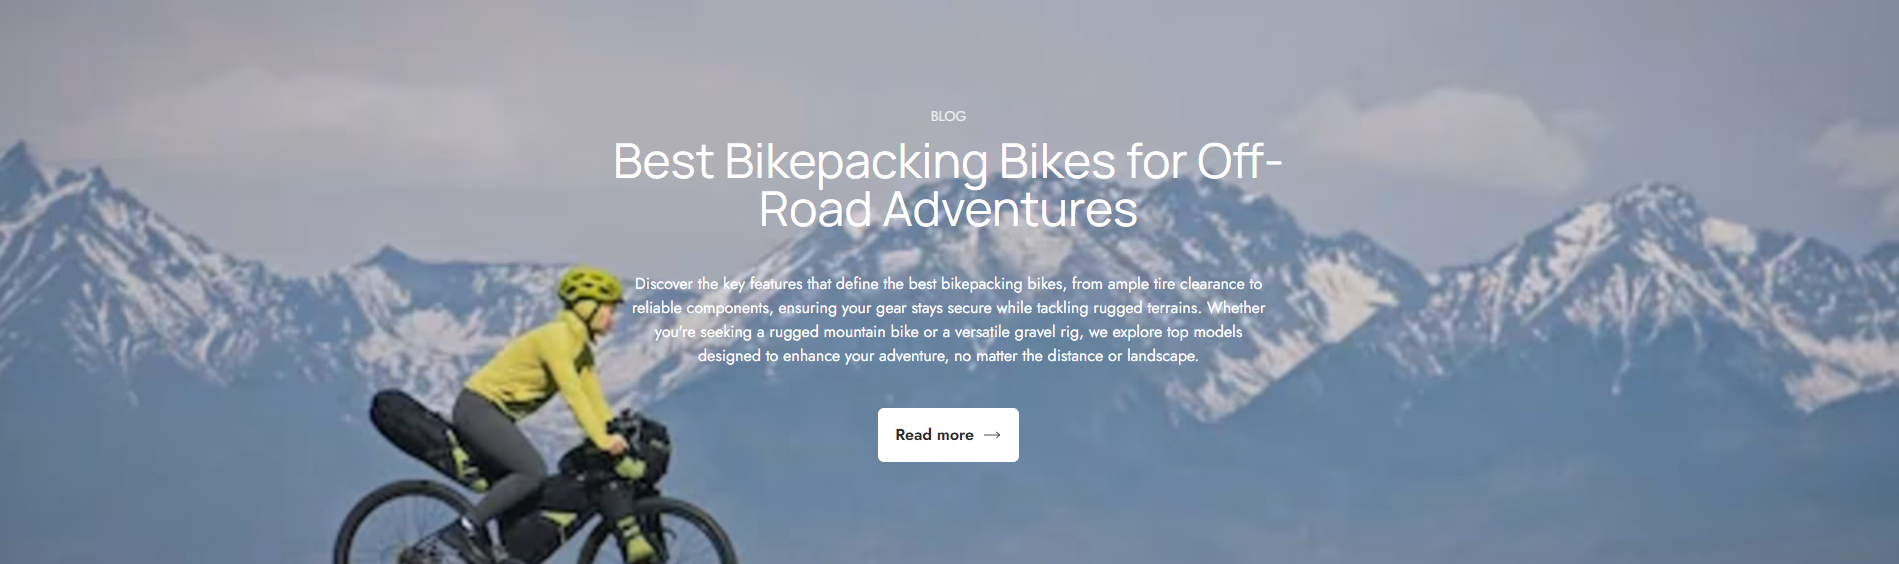 BLOG
Best Bikepacking Bikes for Off-
Road Adventures
Discover the key features that define the best bikepacking bikes, from ample tire clearance to
reliable components, ensuring your gear stays secure while tackling rugged terrains. Whether
you're seeking a rugged mountain bike or a versatile gravel rig, we explore top models
designed to enhance your adventure, no matter the distance or landscape.
Read more